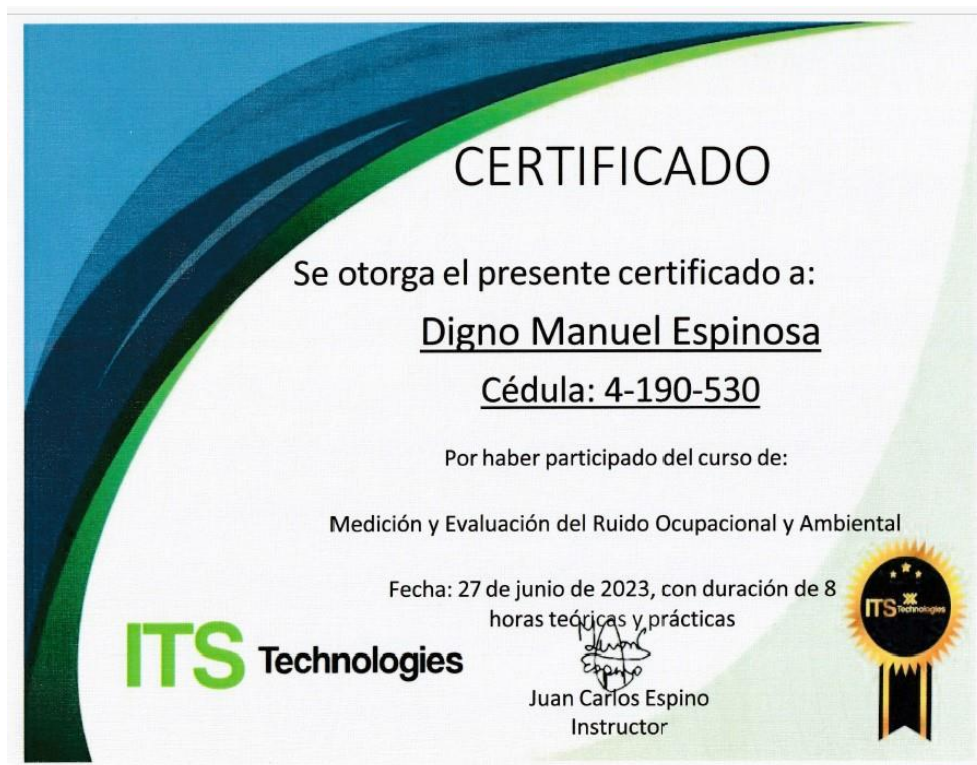 CERTIFICADO
Se otorga el presente certificado a:
Digno Manuel Espinosa
Cédula: 4-190-530
Por haber participado del curso de:
Medición y Evaluación del Ruido Ocupacional y Ambiental
Fecha: 27 de junio de 2023, con duración de 8
horas teóricas y prácticas
ITS Technologies
Juan Carlos Espino
Instructor
ITS Technologies